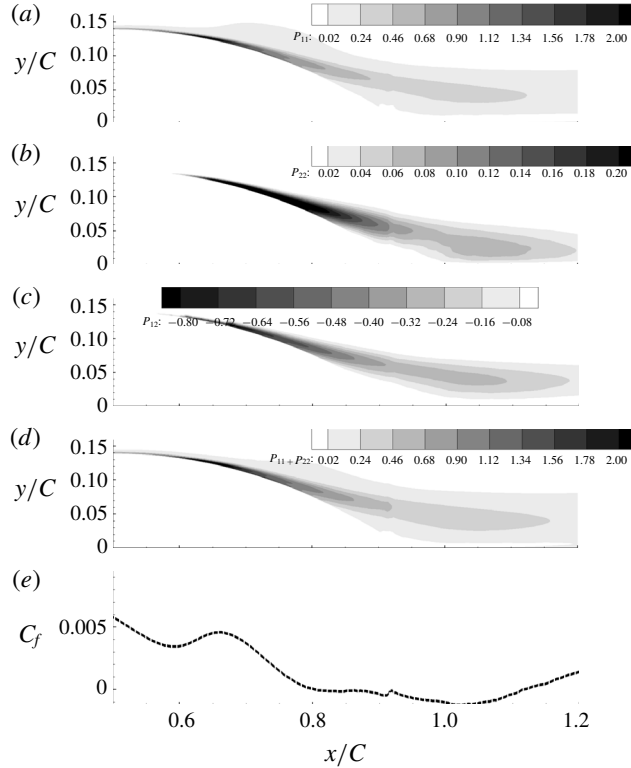 (a)
0.15
0.10
y/C
0.05
0
P11: 0.02 0.24 0.46 0.68 0.90 1.12 1.34 1.56 1.78 2.00
(b)
0.15
0.10
y/C
0.05
0
P22: 0.02 0.04 0.06 0.08 0.10 0.12 0.14 0.16 0.18 0.20
(c)
0.15
0.10
y/C
0.05
0
P12: −0.80 −0.72 −0.64 −0.56 −0.48 −0.40 −0.32 −0.24 −0.16 −0.08
(d)
0.15
0.10
y/C
0.05
0
P11+P22: 0.02 0.24 0.46 0.68 0.90 1.12 1.34 1.56 1.78 2.00
(e)
Cf
0.005
0
0.6 0.8 1.0 1.2
x/C